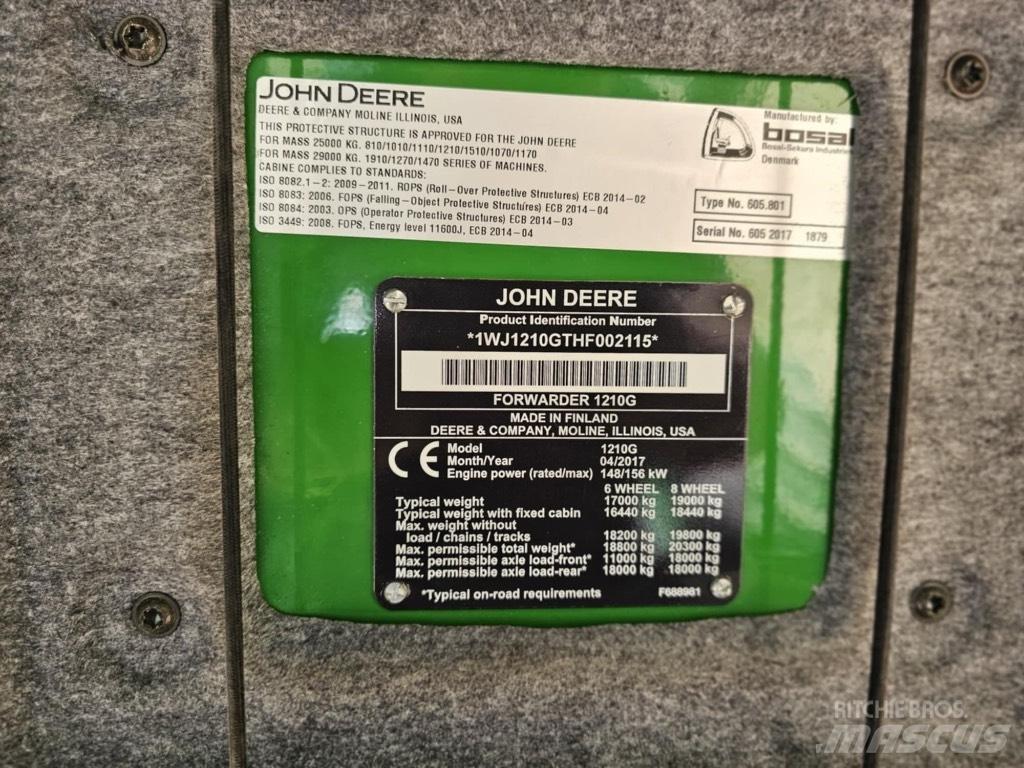 JOHN DEERE
DEERE & COMPANY MOLINE ILLINOIS, USA
THIS PROTECTIVE STRUCTURE IS APPROVED FOR THE JOHN DEERE
FOR MASS 25000 KG. 810/1010/1110/1210/1510/1070/1170
FOR MASS 29000 KG. 1910/1270/1470 SERIES OF MACHINES.
CABINE COMPLIES TO STANDARDS:
ISO 8082.1-2: 2009-2011. ROPS (Roll-Over Protective Structures) ECB 2014-02
ISO 8083: 2006. FOPS (Falling-Object Protective Structures) ECB 2014-04
ISO 8084: 2003. OPS (Operator Protective Structures) ECB 2014-03
ISO 3449: 2008. FOPS, Energy level 11600J, ECB 2014-04
Manufactured by:
bosal
Bosal-Sekura Industries
Denmark
Type No. 605.801
Serial No. 605 2017 1879
JOHN DEERE
Product Identification Number
*1WJ1210GTHF002115*
FORWARDER 1210G
MADE IN FINLAND
DEERE & COMPANY, MOLINE, ILLINOIS, USA
CE
Model 1210G
Month/Year 04/2017
Engine power (rated/max) 148/156 kW
6 WHEEL 8 WHEEL
Typical weight 17000 kg 19000 kg
Typical weight with fixed cabin 16440 kg 18440 kg
Max. weight without
load / chains / tracks 18200 kg 19800 kg
Max. permissible total weight* 18800 kg 20300 kg
Max. permissible axle load-front* 11000 kg 18000 kg
Max. permissible axle load-rear* 18000 kg 18000 kg
*Typical on-road requirements F688981
RITCHIE BROS.
MASCUS